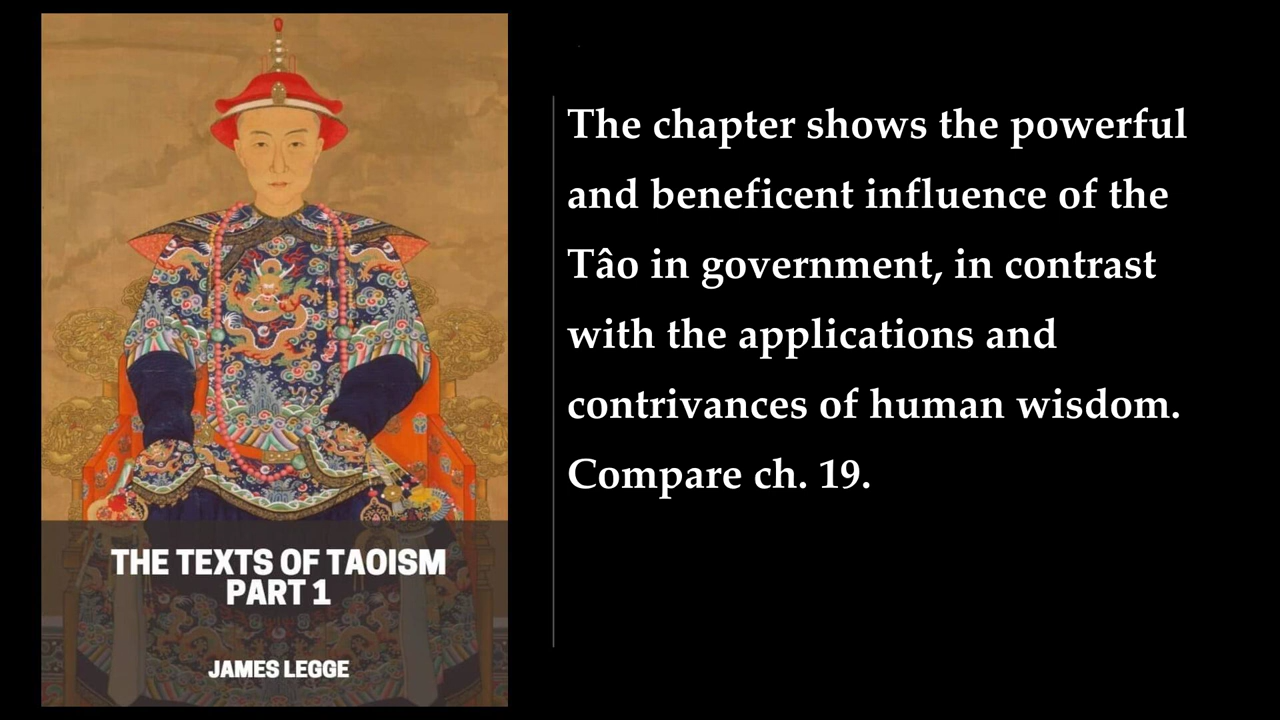 THE TEXTS OF TAOISM
PART 1
JAMES LEGGE
The chapter shows the powerful
and beneficent influence of the
Tâo in government, in contrast
with the applications and
contrivances of human wisdom.
Compare ch. 19.